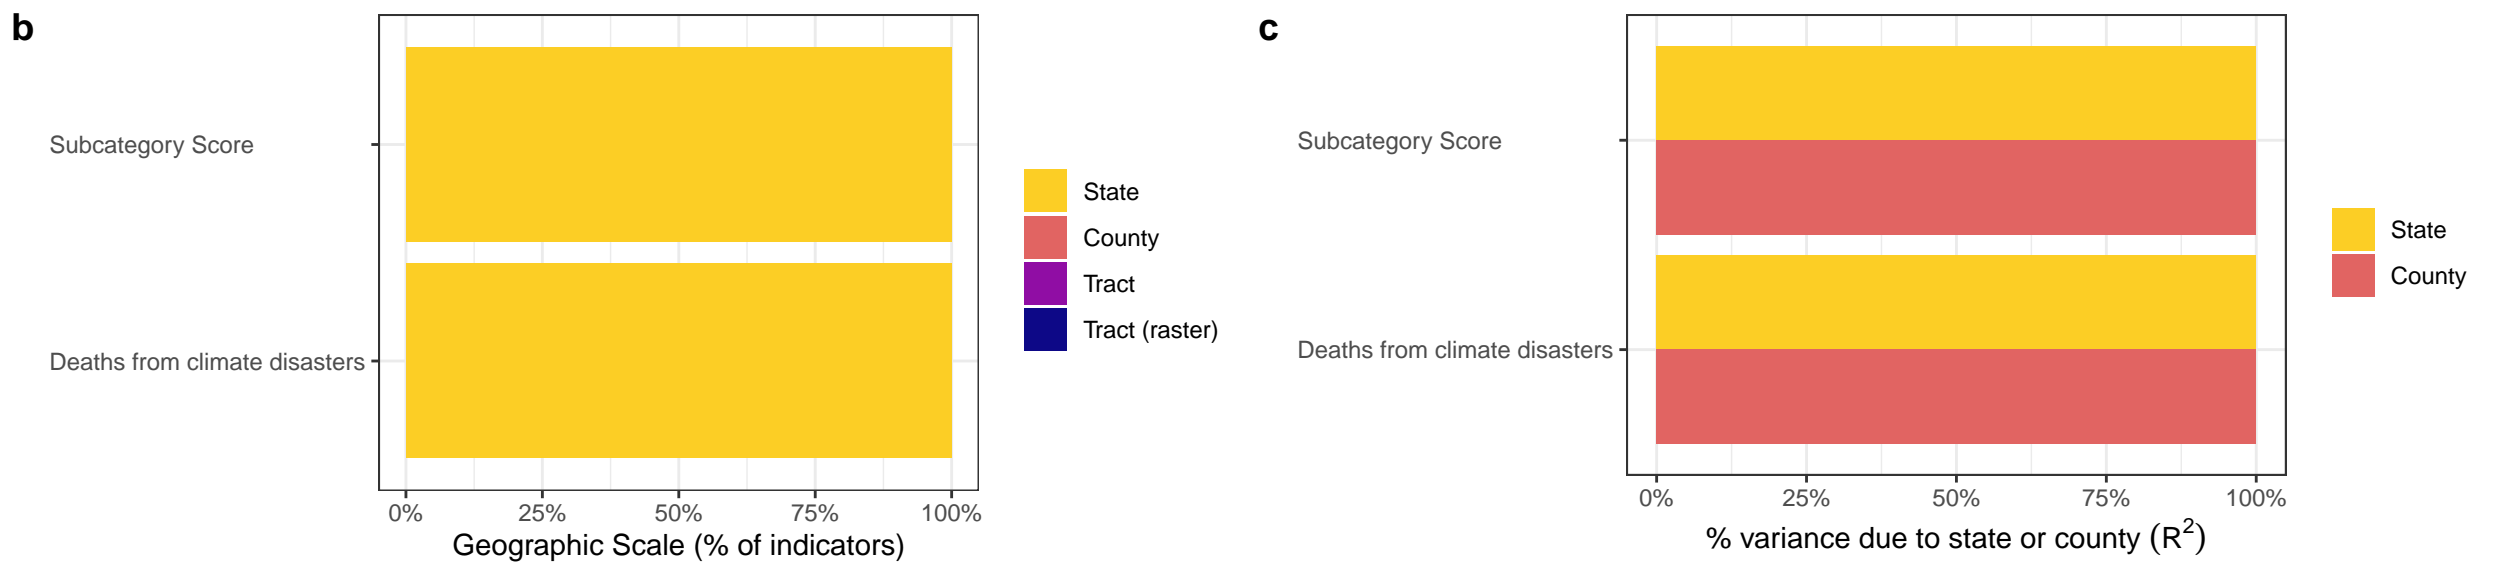 b
Subcategory Score
Deaths from climate disasters
0% 25% 50% 75% 100%
Geographic Scale (% of indicators)
State
County
Tract
Tract (raster)
c
Subcategory Score
Deaths from climate disasters
0% 25% 50% 75% 100%
% variance due to state or county (R²)
State
County